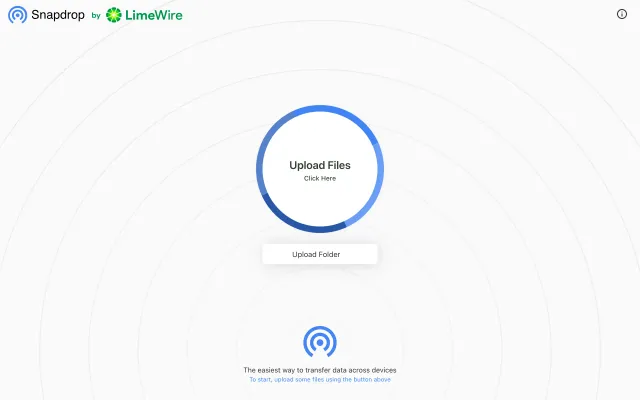 Snapdrop by LimeWire
Upload Files
Click Here
Upload Folder
The easiest way to transfer data across devices
To start, upload some files using the button above